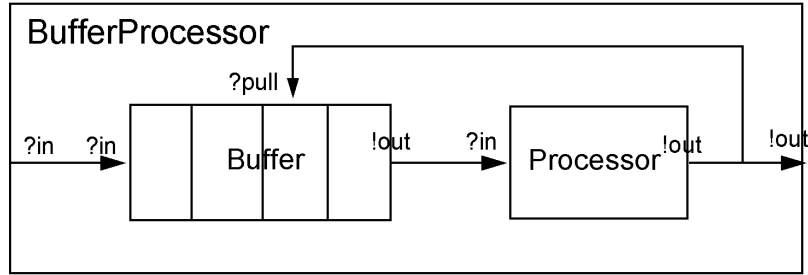 BufferProcessor
?pull
?in
?in
Buffer
!out
?in
Processor
!out
!out